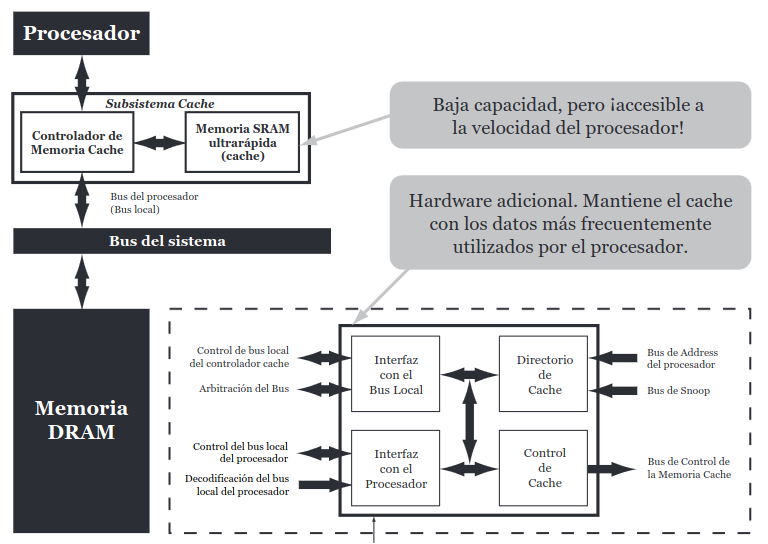 Procesador
Subsistema Cache
Controlador de
Memoria Cache
Memoria SRAM
ultrarápida
(cache)
Baja capacidad, pero ¡accesible a
la velocidad del procesador!
Bus del procesador
(Bus local)
Hardware adicional. Mantiene el cache
con los datos más frecuentemente
utilizados por el procesador.
Bus del sistema
Memoria
DRAM
Control de bus local
del controlador cache
Arbitración del Bus
Control del bus local
del procesador
Decodificación del bus
local del procesador
Interfaz
con el
Bus Local
Directorio
de
Cache
Interfaz
con el
Procesador
Control
de
Cache
Bus de Address
del procesador
Bus de Snoop
Bus de Control de
la Memoria Cache